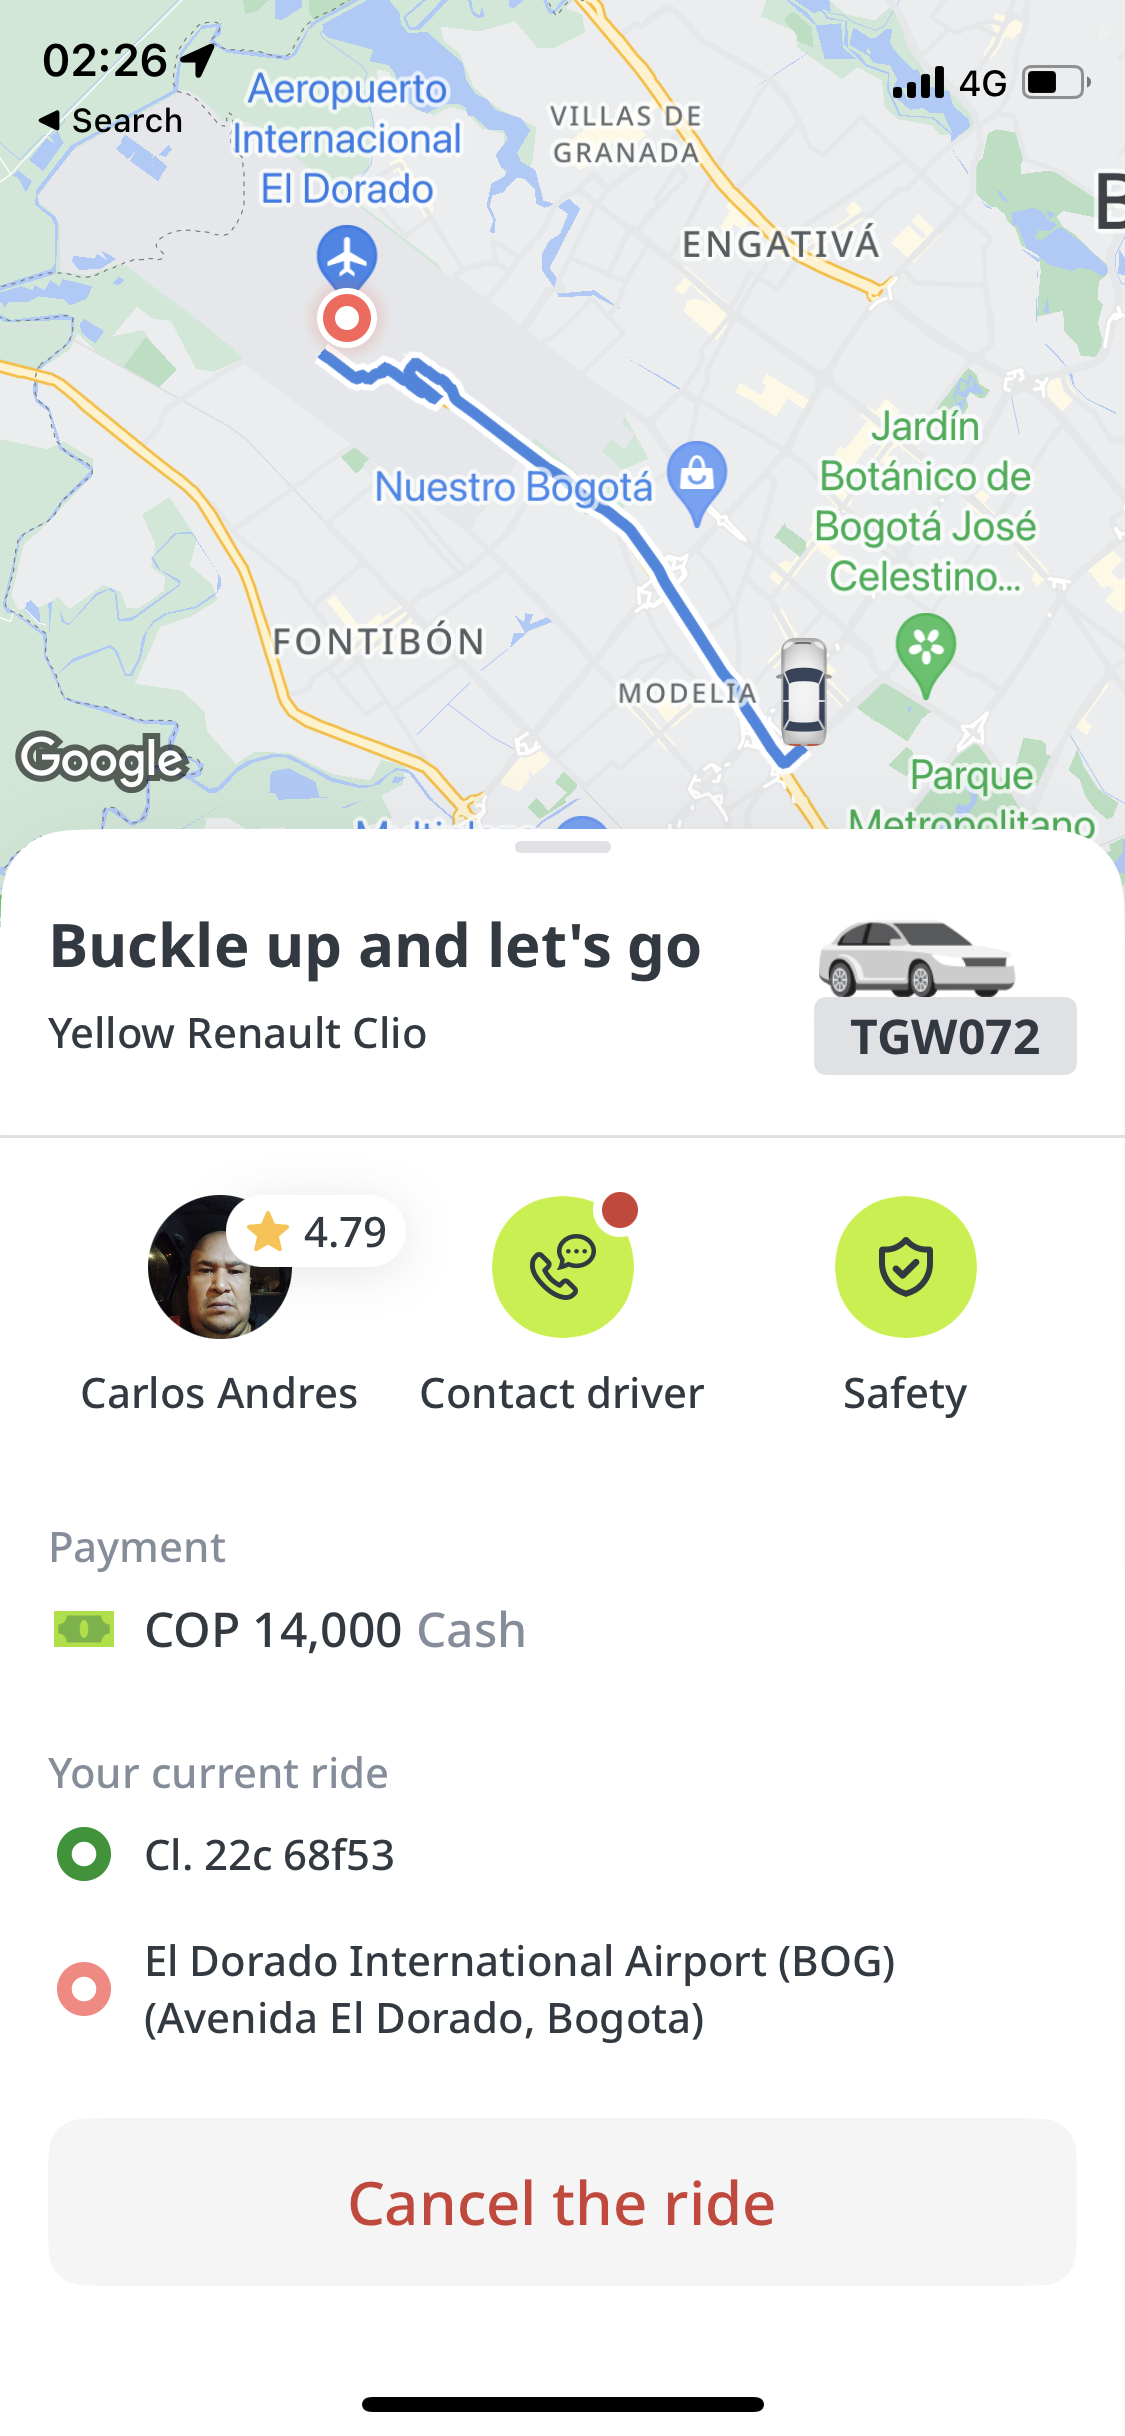 02:26
4G
Search
Aeropuerto
Internacional
El Dorado
VILLAS DE
GRANADA
B
ENGATIVÁ
Jardín
Botánico de
Bogotá José
Celestino...
Nuestro Bogotá
FONTIBÓN
MODELIA
Google
Parque
Metropolitano
Buckle up and let's go
Yellow Renault Clio
TGW072
4.79
Carlos Andres
Contact driver
Safety
Payment
COP 14,000 Cash
Your current ride
Cl. 22c 68f53
El Dorado International Airport (BOG)
(Avenida El Dorado, Bogota)
Cancel the ride